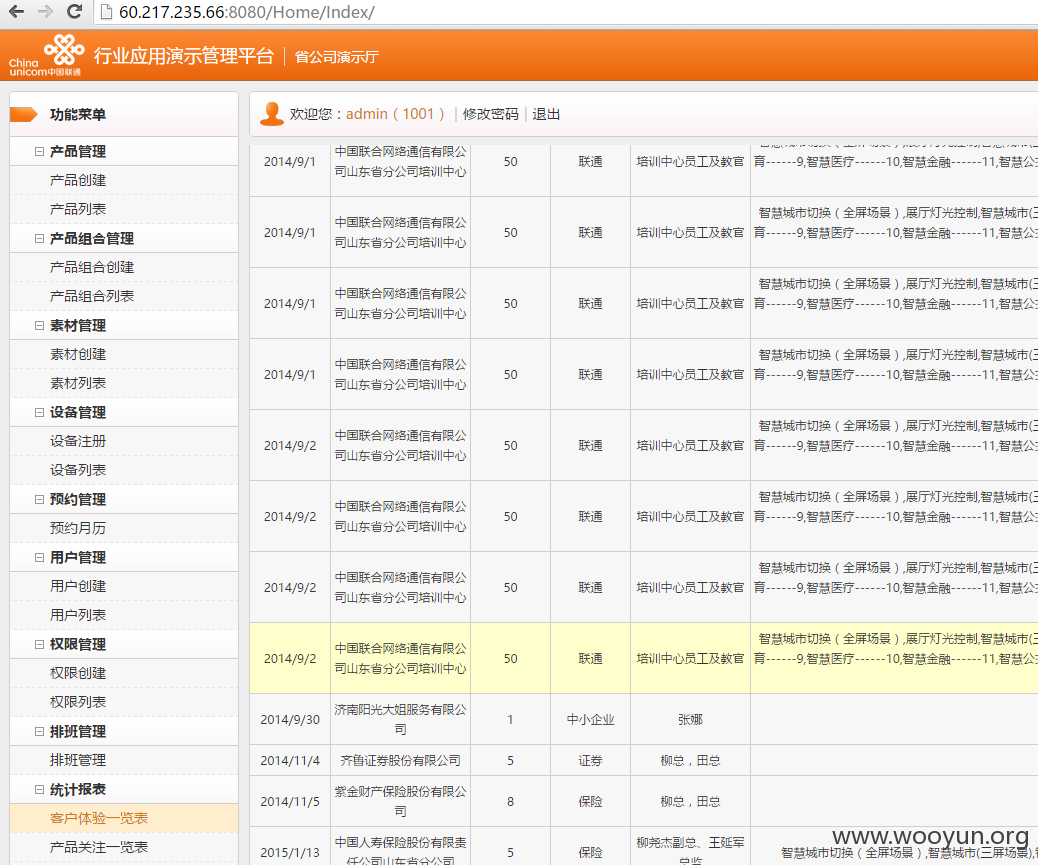 60.217.235.66:8080/Home/Index/
China unicom中国联通 行业应用演示管理平台 省公司演示厅
功能菜单
产品管理
产品创建
产品列表
产品组合管理
产品组合创建
产品组合列表
素材管理
素材创建
素材列表
设备管理
设备注册
设备列表
预约管理
预约月历
用户管理
用户创建
用户列表
权限管理
权限创建
权限列表
排班管理
排班管理
统计报表
客户体验一览表
产品关注一览表
欢迎您：admin（1001） 修改密码 退出
2014/9/1 中国联合网络通信有限公 50 联通 培训中心员工及教官
司山东省分公司培训中心 育------9,智慧医疗------10,智慧金融------11,智慧公
智慧城市切换（全屏场景）,展厅灯光控制,智慧城市(三
2014/9/1 中国联合网络通信有限公 50 联通 培训中心员工及教官
司山东省分公司培训中心 育------9,智慧医疗------10,智慧金融------11,智慧公
智慧城市切换（全屏场景）,展厅灯光控制,智慧城市(三
2014/9/1 中国联合网络通信有限公 50 联通 培训中心员工及教官
司山东省分公司培训中心 育------9,智慧医疗------10,智慧金融------11,智慧公
智慧城市切换（全屏场景）,展厅灯光控制,智慧城市(三
2014/9/1 中国联合网络通信有限公 50 联通 培训中心员工及教官
司山东省分公司培训中心 育------9,智慧医疗------10,智慧金融------11,智慧公
智慧城市切换（全屏场景）,展厅灯光控制,智慧城市(三
2014/9/2 中国联合网络通信有限公 50 联通 培训中心员工及教官
司山东省分公司培训中心 育------9,智慧医疗------10,智慧金融------11,智慧公
智慧城市切换（全屏场景）,展厅灯光控制,智慧城市(三
2014/9/2 中国联合网络通信有限公 50 联通 培训中心员工及教官
司山东省分公司培训中心 育------9,智慧医疗------10,智慧金融------11,智慧公
智慧城市切换（全屏场景）,展厅灯光控制,智慧城市(三
2014/9/2 中国联合网络通信有限公 50 联通 培训中心员工及教官
司山东省分公司培训中心 育------9,智慧医疗------10,智慧金融------11,智慧公
智慧城市切换（全屏场景）,展厅灯光控制,智慧城市(三
2014/9/2 中国联合网络通信有限公 50 联通 培训中心员工及教官
司山东省分公司培训中心 育------9,智慧医疗------10,智慧金融------11,智慧公
2014/9/30 济南阳光大姐服务有限公 1 中小企业 张娜
司
2014/11/4 齐鲁证券股份有限公司 5 证券 柳总，田总
2014/11/5 紫金财产保险股份有限公 8 保险 柳总，田总
司
2015/1/13 中国人寿保险股份有限责 5 保险 柳尧杰副总、王延军
任公司山东省分公司 总监 智慧城市切换（全屏场景）,智慧城市(三屏场景),
www.wooyun.org